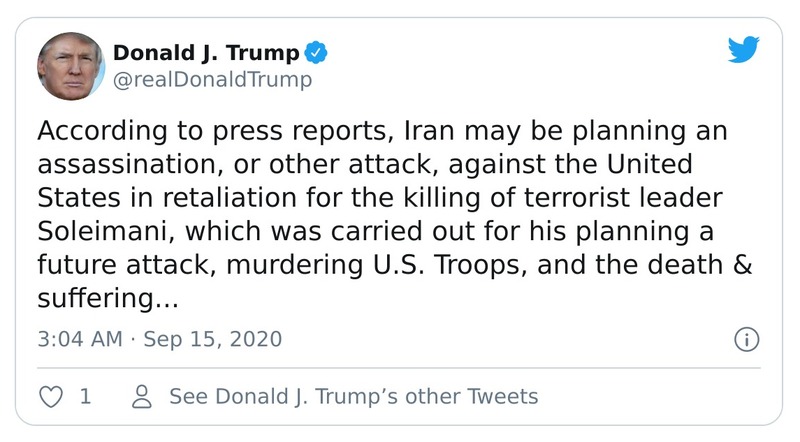 Donald J. Trump
@realDonaldTrump
According to press reports, Iran may be planning an
assassination, or other attack, against the United
States in retaliation for the killing of terrorist leader
Soleimani, which was carried out for his planning a
future attack, murdering U.S. Troops, and the death &
suffering...
3:04 AM · Sep 15, 2020
1 See Donald J. Trump’s other Tweets